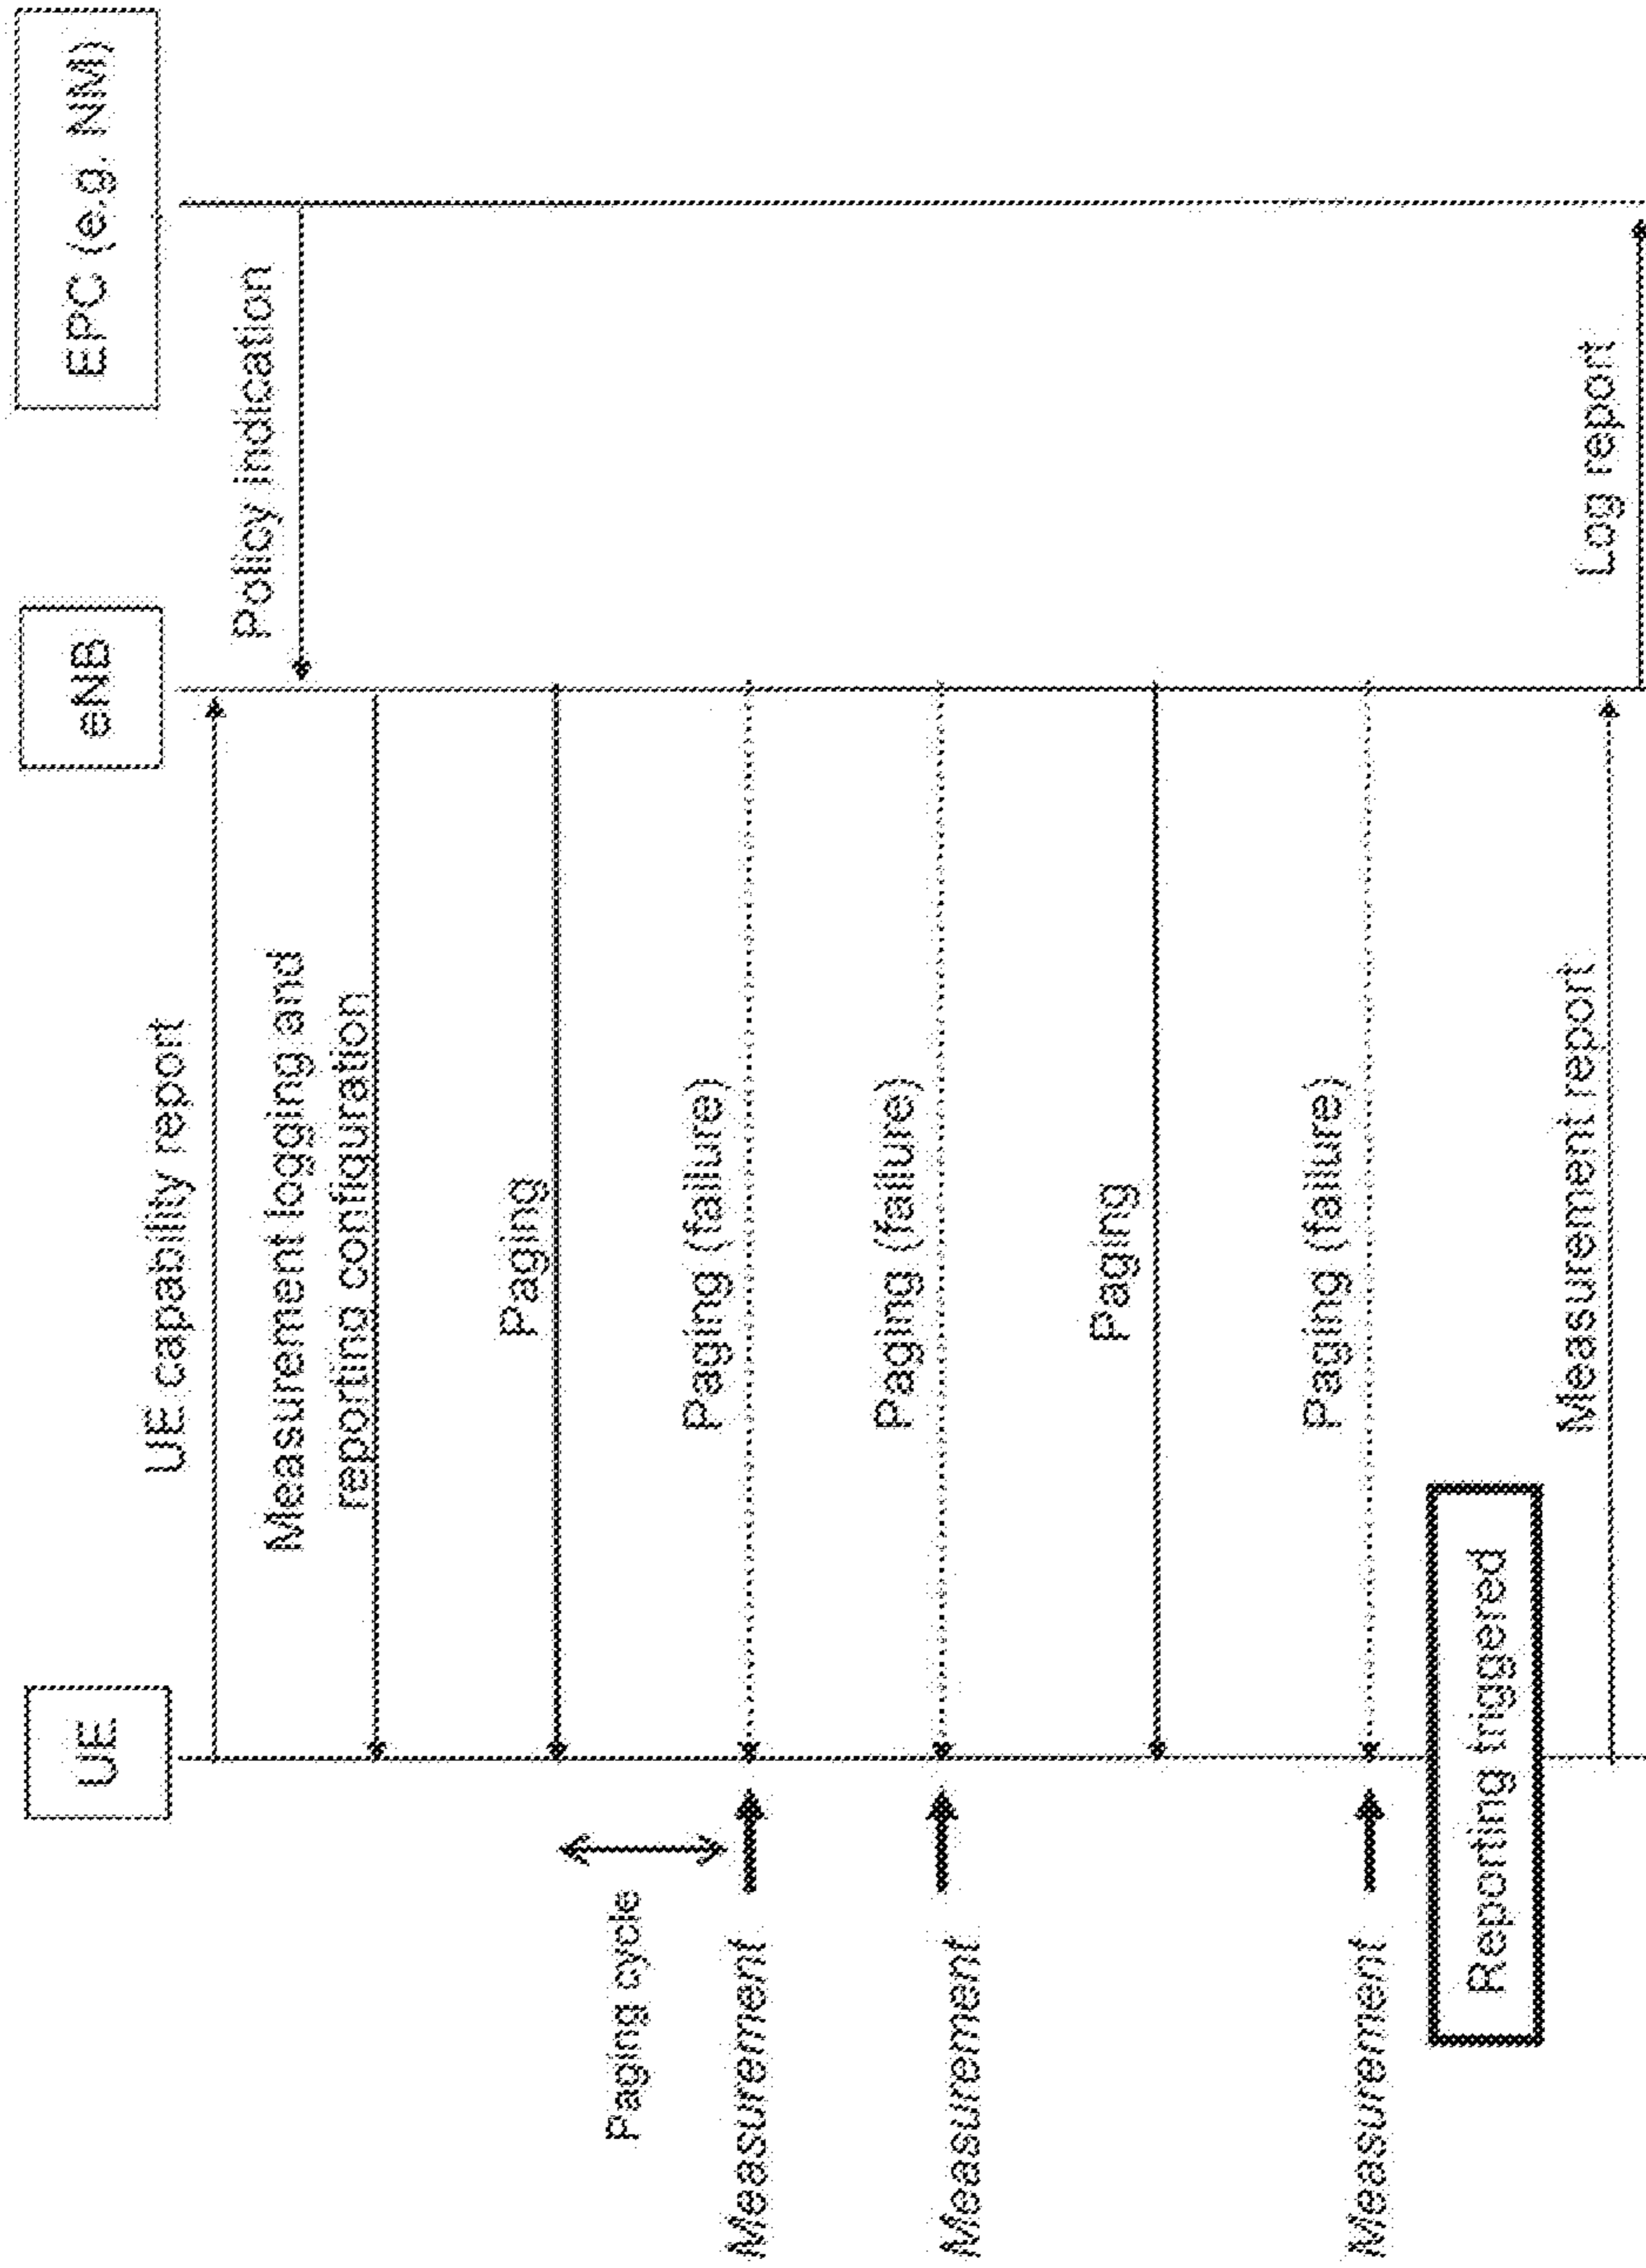 UE
eNB
EPC (e.g. NM)
UE capability report
Policy indication
Measurement logging and
reporting configuration
Paging
Paging cycle
Paging (failure)
Measurement
Paging (failure)
Measurement
Paging
Paging (failure)
Measurement
Reporting triggered
Measurement report
Log report